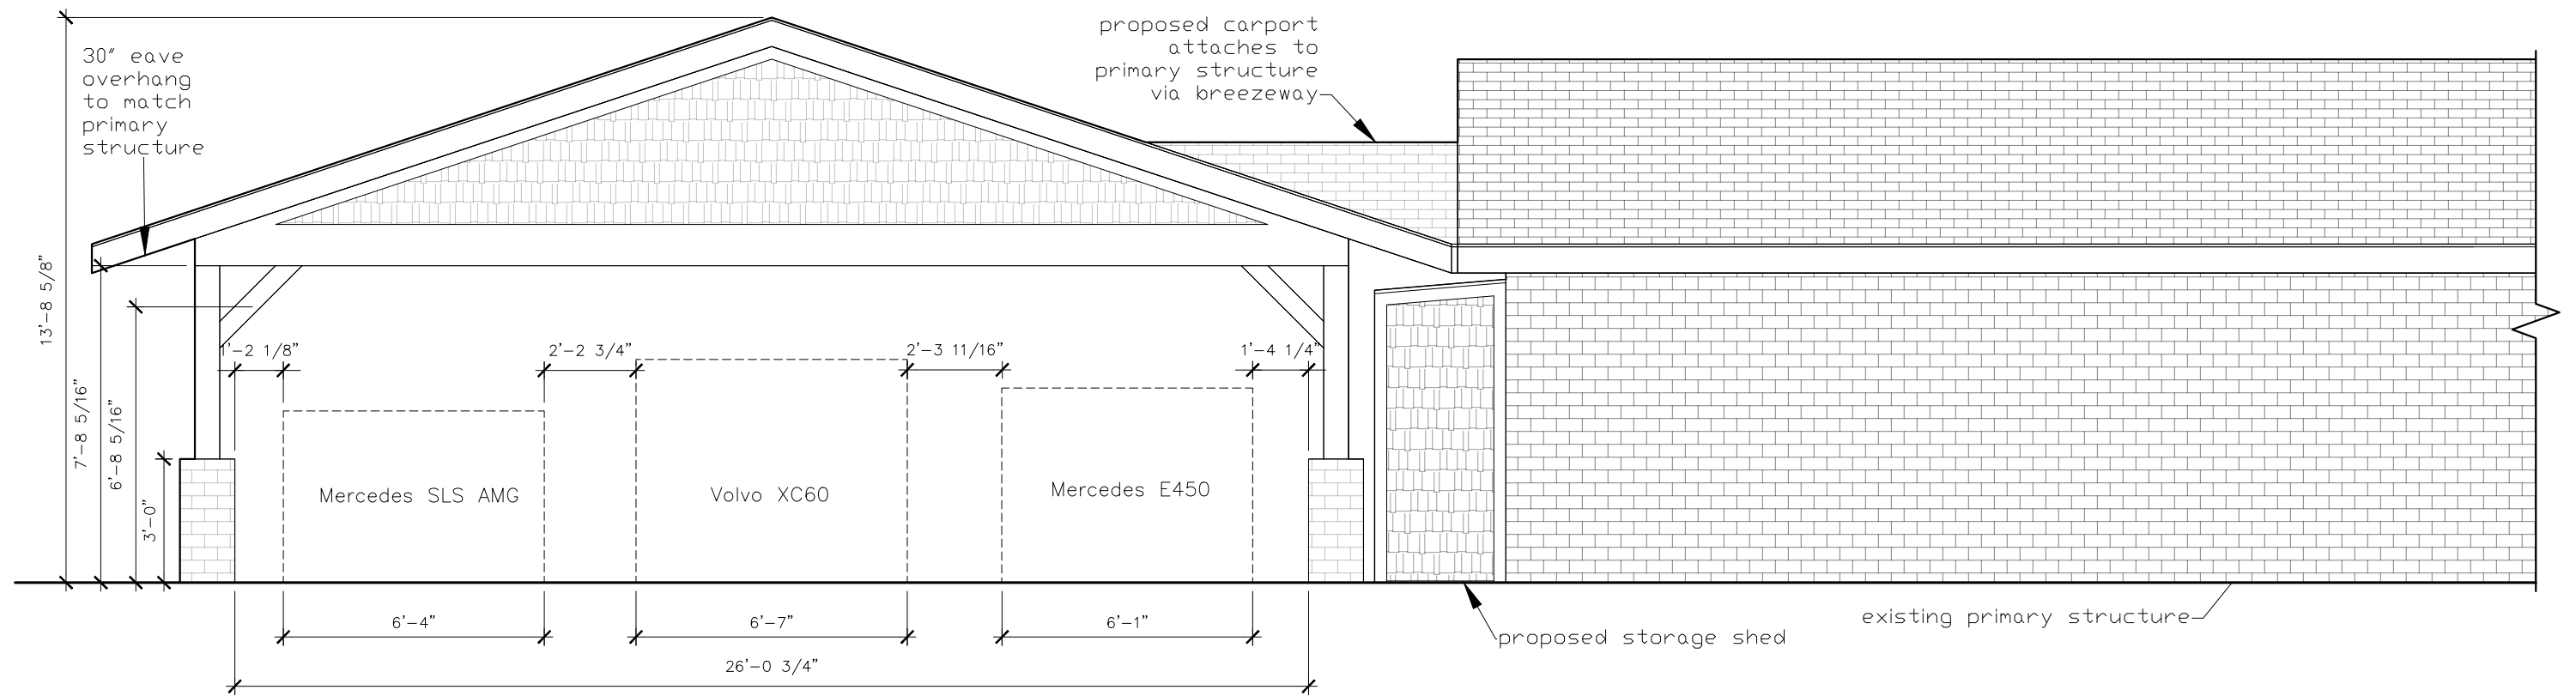 proposed carport
attaches to
primary structure
via breezeway
30" eave
overhang
to match
primary
structure
13'-8 5/8"
7'-8 5/16"
6'-8 5/16"
3'-0"
1'-2 1/8"
2'-2 3/4"
2'-3 11/16"
1'-4 1/4"
Mercedes SLS AMG
Volvo XC60
Mercedes E450
6'-4"
6'-7"
6'-1"
26'-0 3/4"
proposed storage shed
existing primary structure